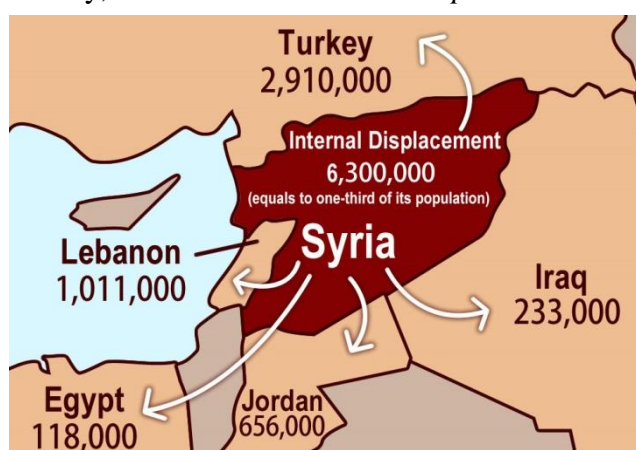 Turkey
2,910,000
Internal Displacement
6,300,000
(equals to one-third of its population)
Syria
Lebanon
1,011,000
Iraq
233,000
Egypt
118,000
Jordan
656,000